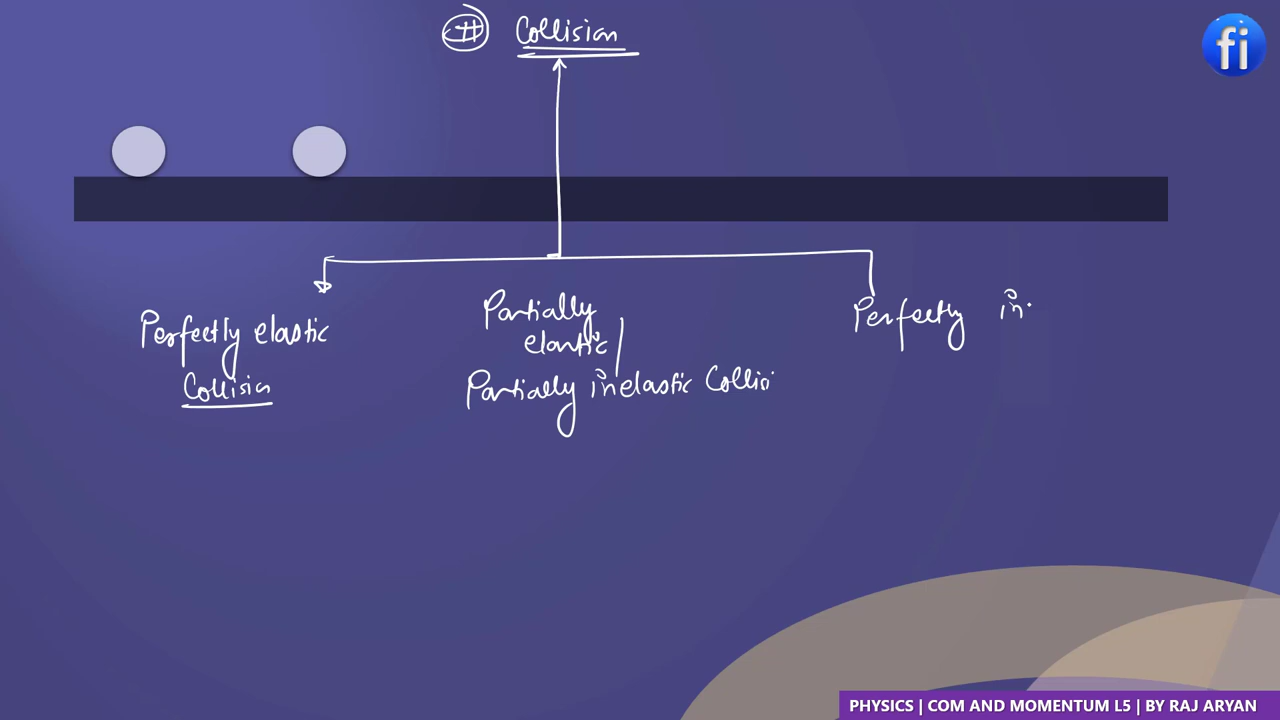 # Collision
fi
Perfectly elastic
Collision
Partially
elastic/
Partially inelastic Collisi
Perfectly in
PHYSICS | COM AND MOMENTUM L5 | BY RAJ ARYAN